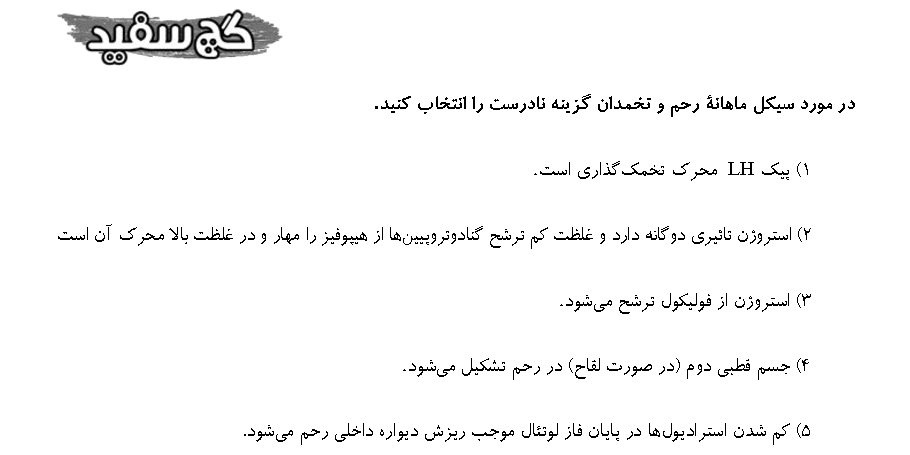 گچ سفید
در مورد سیکل ماهانهٔ رحم و تخمدان گزینه نادرست را انتخاب کنید.
۱) پیک LH محرک تخمک‌گذاری است.
۲) استروژن تاثیری دوگانه دارد و غلظت کم ترشح گنادوتروپیین‌ها از هیپوفیز را مهار و در غلظت بالا محرک آن است
۳) استروژن از فولیکول ترشح می‌شود.
۴) جسم قطبی دوم (در صورت لقاح) در رحم تشکیل می‌شود.
۵) کم شدن استرادیول‌ها در پایان فاز لوتئال موجب ریزش دیواره داخلی رحم می‌شود.